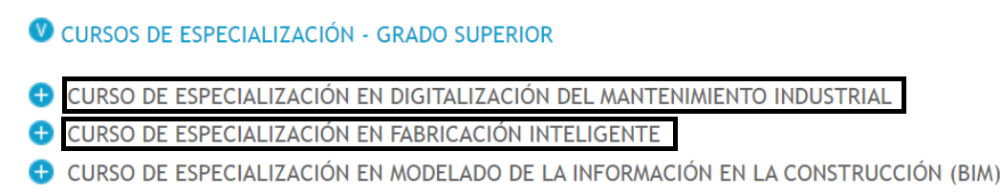 CURSOS DE ESPECIALIZACIÓN - GRADO SUPERIOR
CURSO DE ESPECIALIZACIÓN EN DIGITALIZACIÓN DEL MANTENIMIENTO INDUSTRIAL
CURSO DE ESPECIALIZACIÓN EN FABRICACIÓN INTELIGENTE
CURSO DE ESPECIALIZACIÓN EN MODELADO DE LA INFORMACIÓN EN LA CONSTRUCCIÓN (BIM)